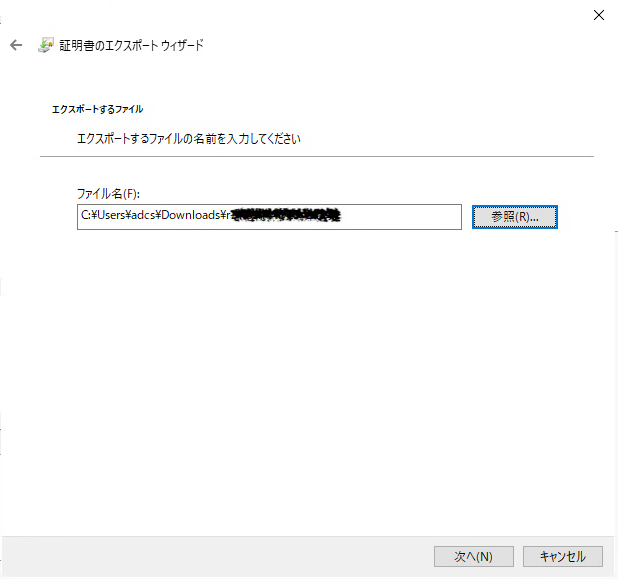 証明書のエクスポート ウィザード
エクスポートするファイル
エクスポートするファイルの名前を入力してください
ファイル名(F):
C:¥Users¥adcs¥Downloads¥r
参照(R)...
次へ(N)
キャンセル